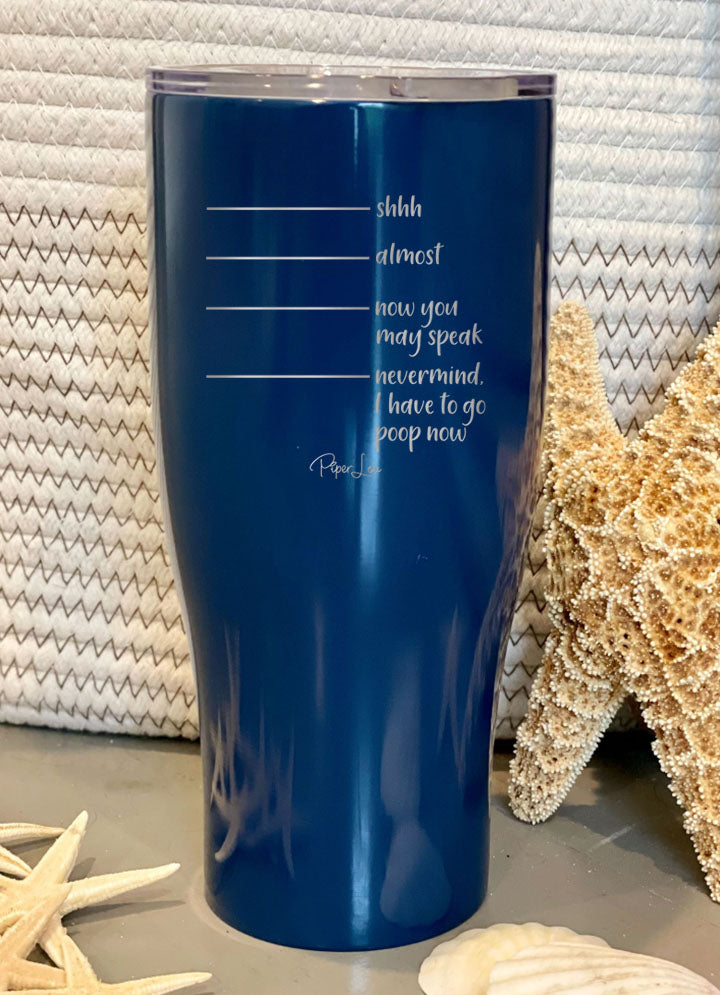 shhh
almost
now you
may speak
nevermind,
I have to go
poop now
Piper Lou